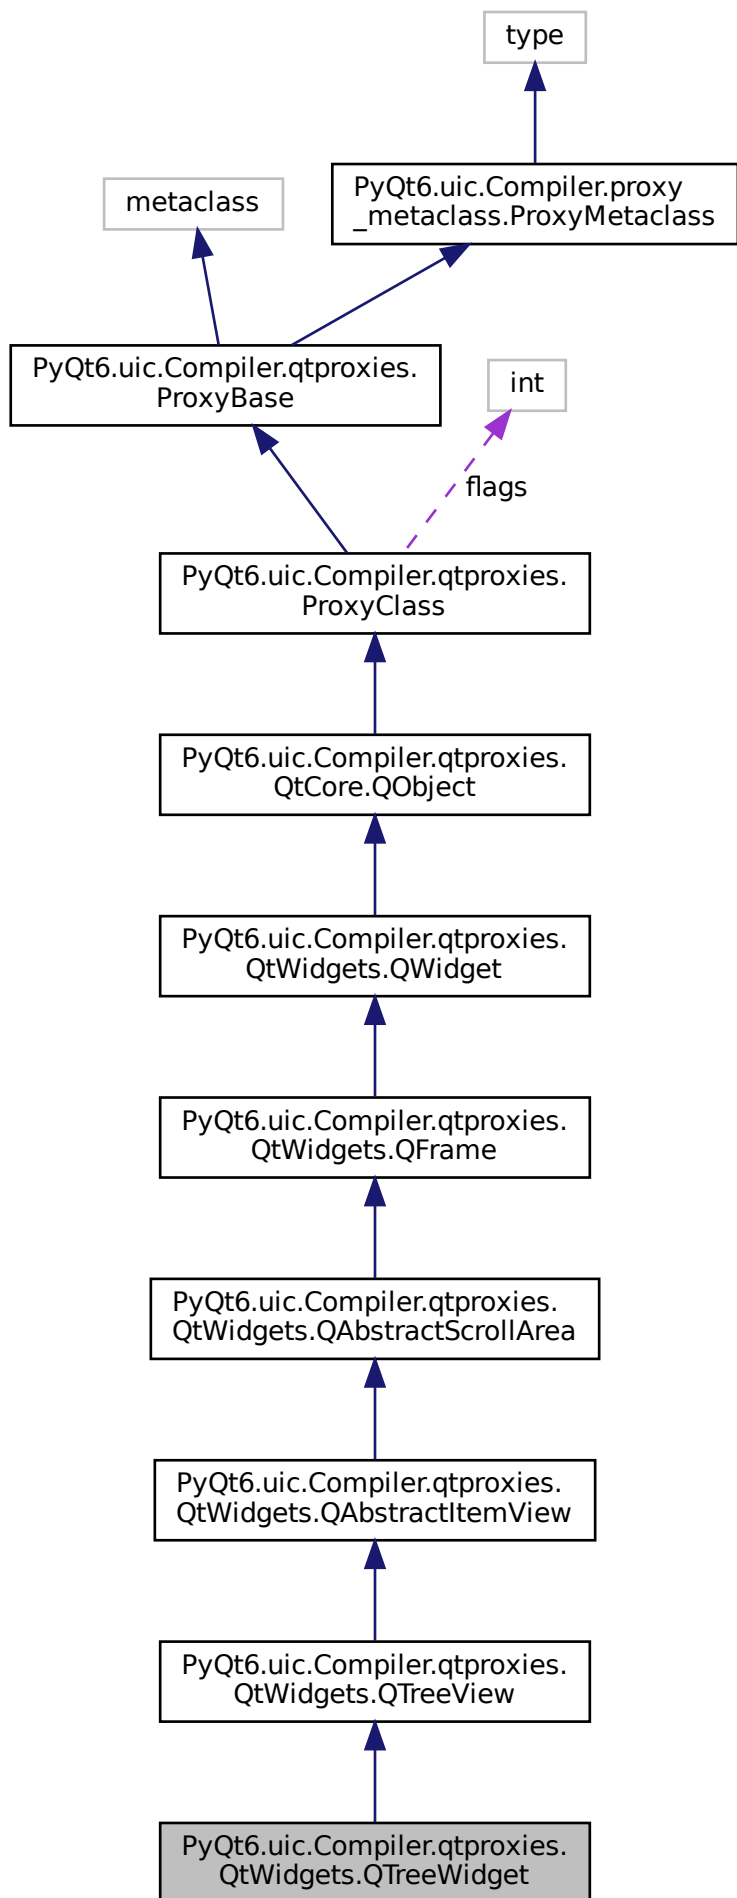 type
PyQt6.uic.Compiler.proxy
_metaclass.ProxyMetaclass
metaclass
PyQt6.uic.Compiler.qtproxies.
ProxyBase
int
flags
PyQt6.uic.Compiler.qtproxies.
ProxyClass
PyQt6.uic.Compiler.qtproxies.
QtCore.QObject
PyQt6.uic.Compiler.qtproxies.
QtWidgets.QWidget
PyQt6.uic.Compiler.qtproxies.
QtWidgets.QFrame
PyQt6.uic.Compiler.qtproxies.
QtWidgets.QAbstractScrollArea
PyQt6.uic.Compiler.qtproxies.
QtWidgets.QAbstractItemView
PyQt6.uic.Compiler.qtproxies.
QtWidgets.QTreeView
PyQt6.uic.Compiler.qtproxies.
QtWidgets.QTreeWidget